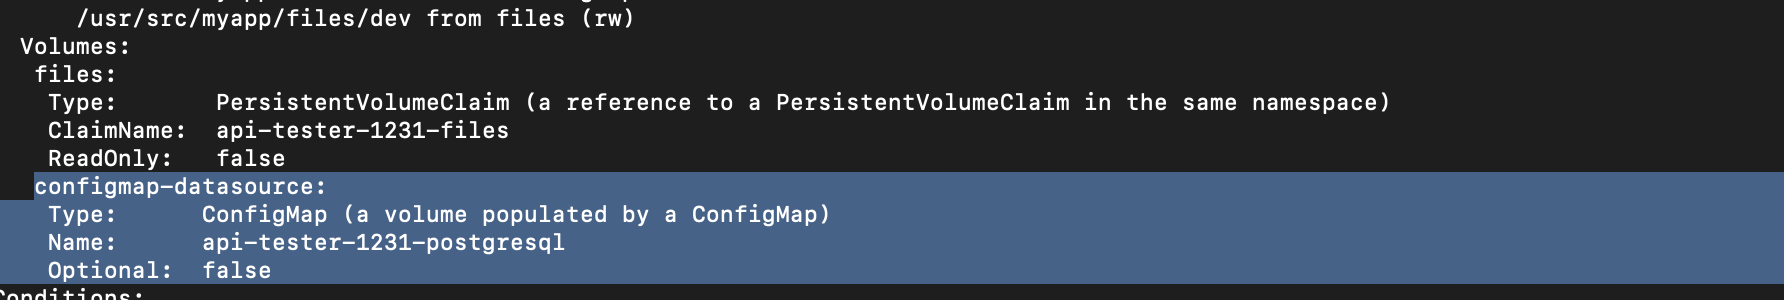 /usr/src/myapp/files/dev from files (rw)
Volumes:
files:
Type: PersistentVolumeClaim (a reference to a PersistentVolumeClaim in the same namespace)
ClaimName: api-tester-1231-files
ReadOnly: false
configmap-datasource:
Type: ConfigMap (a volume populated by a ConfigMap)
Name: api-tester-1231-postgresql
Optional: false
Conditions: